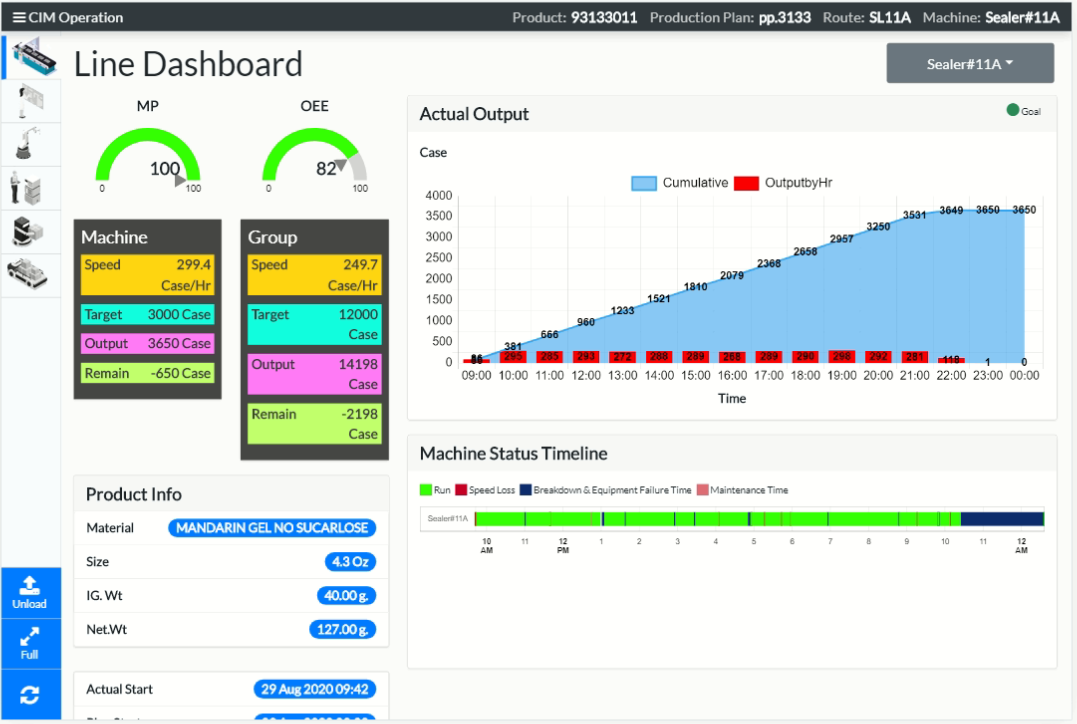 CIM Operation
Product: 93133011 Production Plan: pp.3133 Route: SL11A Machine: Sealer#11A
Line Dashboard
Sealer#11A
MP
100
0 100
OEE
82
0 100
Machine
Speed 299.4
Case/Hr
Target 3000 Case
Output 3650 Case
Remain -650 Case
Group
Speed 249.7
Case/Hr
Target 12000
Case
Output 14198
Case
Remain -2198
Case
Product Info
Material MANDARIN GEL NO SUCARLOSE
Size 4.3 Oz
IG. Wt 40.00 g.
Net.Wt 127.00 g.
Actual Start 29 Aug 2020 09:42
Unload
Full
Actual Output
Goal
Case
Cumulative OutputbyHr
4000
3500
3000
2500
2000
1500
1000
500
0
86 381 666 960 1233 1521 1810 2079 2368 2658 2957 3250 3531 3649 3650 3650
295 285 293 272 288 289 268 289 290 298 292 281 118 1 0
09:00 10:00 11:00 12:00 13:00 14:00 15:00 16:00 17:00 18:00 19:00 20:00 21:00 22:00 23:00 00:00
Time
Machine Status Timeline
Run Speed Loss Breakdown & Equipment Failure Time Maintenance Time
Sealer#11A
10 11 12 1 2 3 4 5 6 7 8 9 10 11 12
AM PM AM